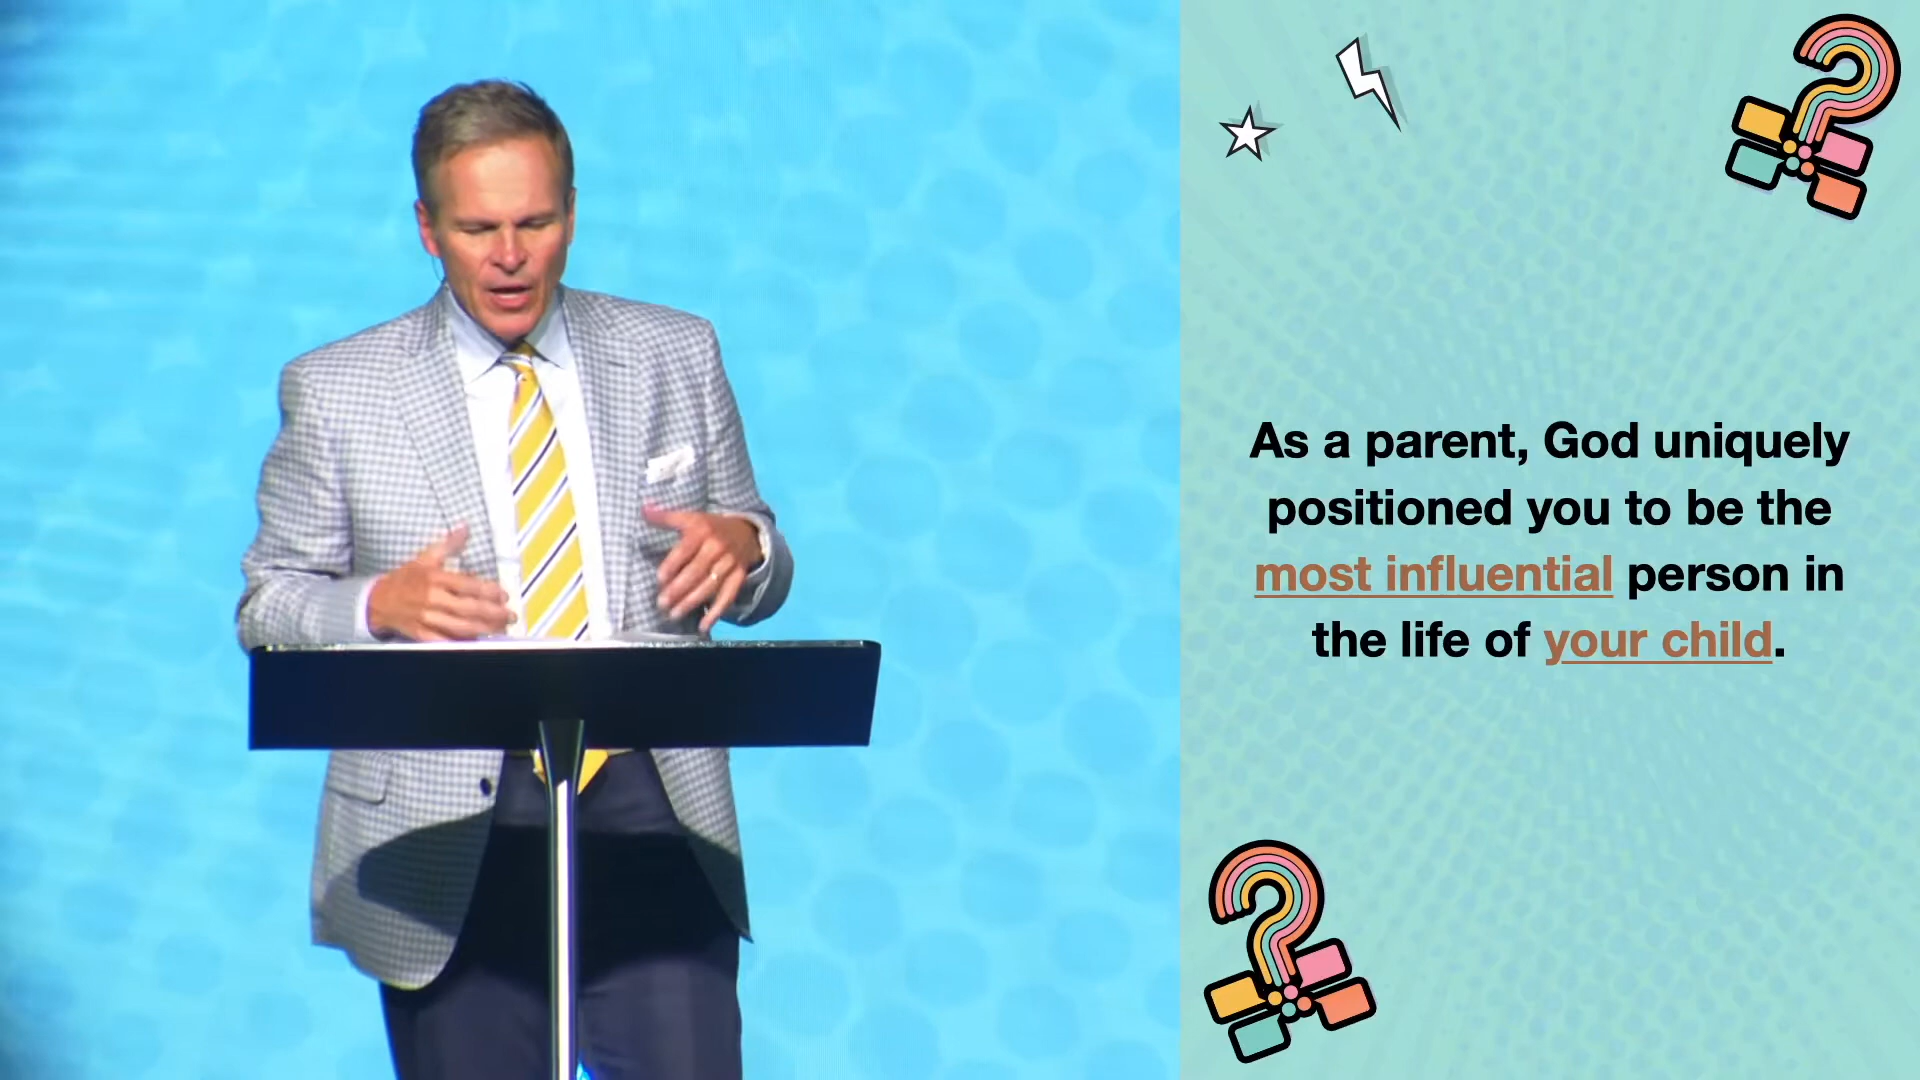 As a parent, God uniquely
positioned you to be the
most influential person in
the life of your child.